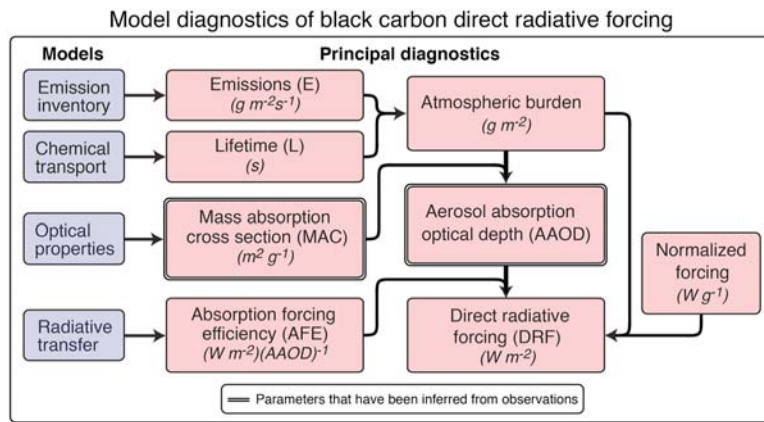 Model diagnostics of black carbon direct radiative forcing
Models
Principal diagnostics
Emission
inventory
Emissions (E)
(g m-2s-1)
Atmospheric burden
(g m-2)
Chemical
transport
Lifetime (L)
(s)
Optical
properties
Mass absorption
cross section (MAC)
(m2 g-1)
Aerosol absorption
optical depth (AAOD)
Normalized
forcing
(W g-1)
Radiative
transfer
Absorption forcing
efficiency (AFE)
(W m-2)(AAOD)-1
Direct radiative
forcing (DRF)
(W m-2)
Parameters that have been inferred from observations